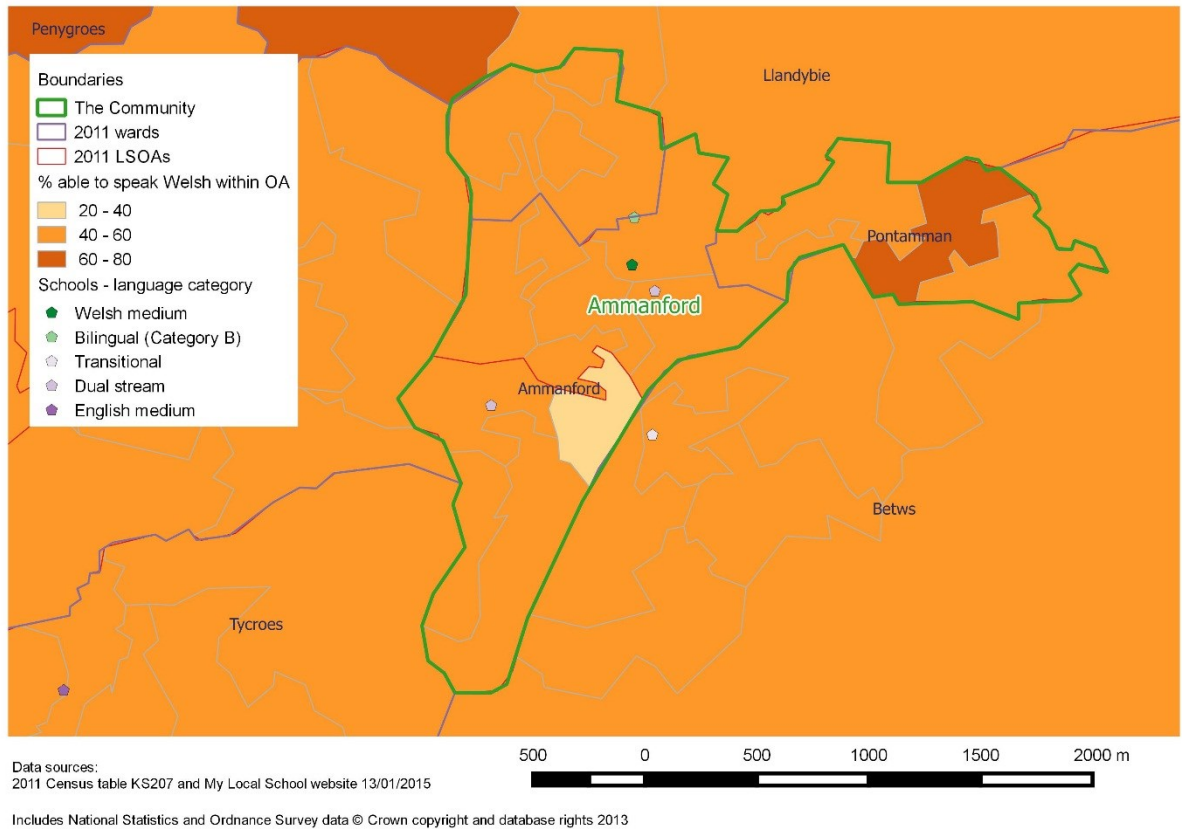 Penygroes
Llandybie
Boundaries
The Community
2011 wards
2011 LSOAs
% able to speak Welsh within OA
20 - 40
40 - 60
60 - 80
Schools - language category
Welsh medium
Bilingual (Category B)
Transitional
Dual stream
English medium
Pontamman
Ammanford
Ammanford
Betws
Tycroes
500 0 500 1000 1500 2000 m
Data sources:
2011 Census table KS207 and My Local School website 13/01/2015
Includes National Statistics and Ordnance Survey data © Crown copyright and database rights 2013